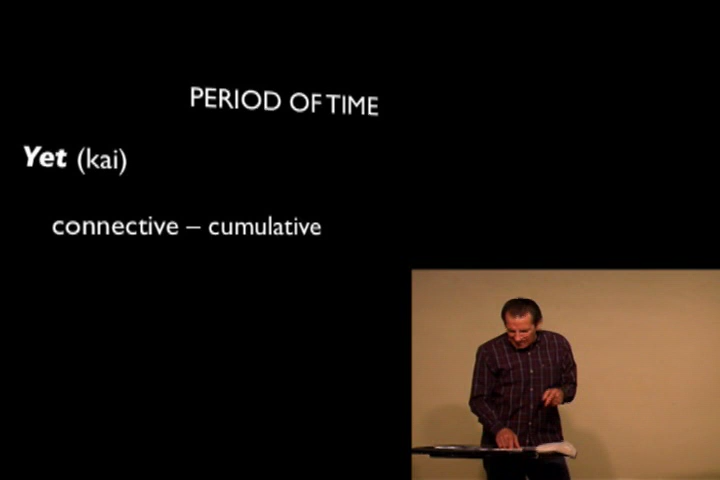 PERIOD OF TIME
Yet (kai)
connective – cumulative